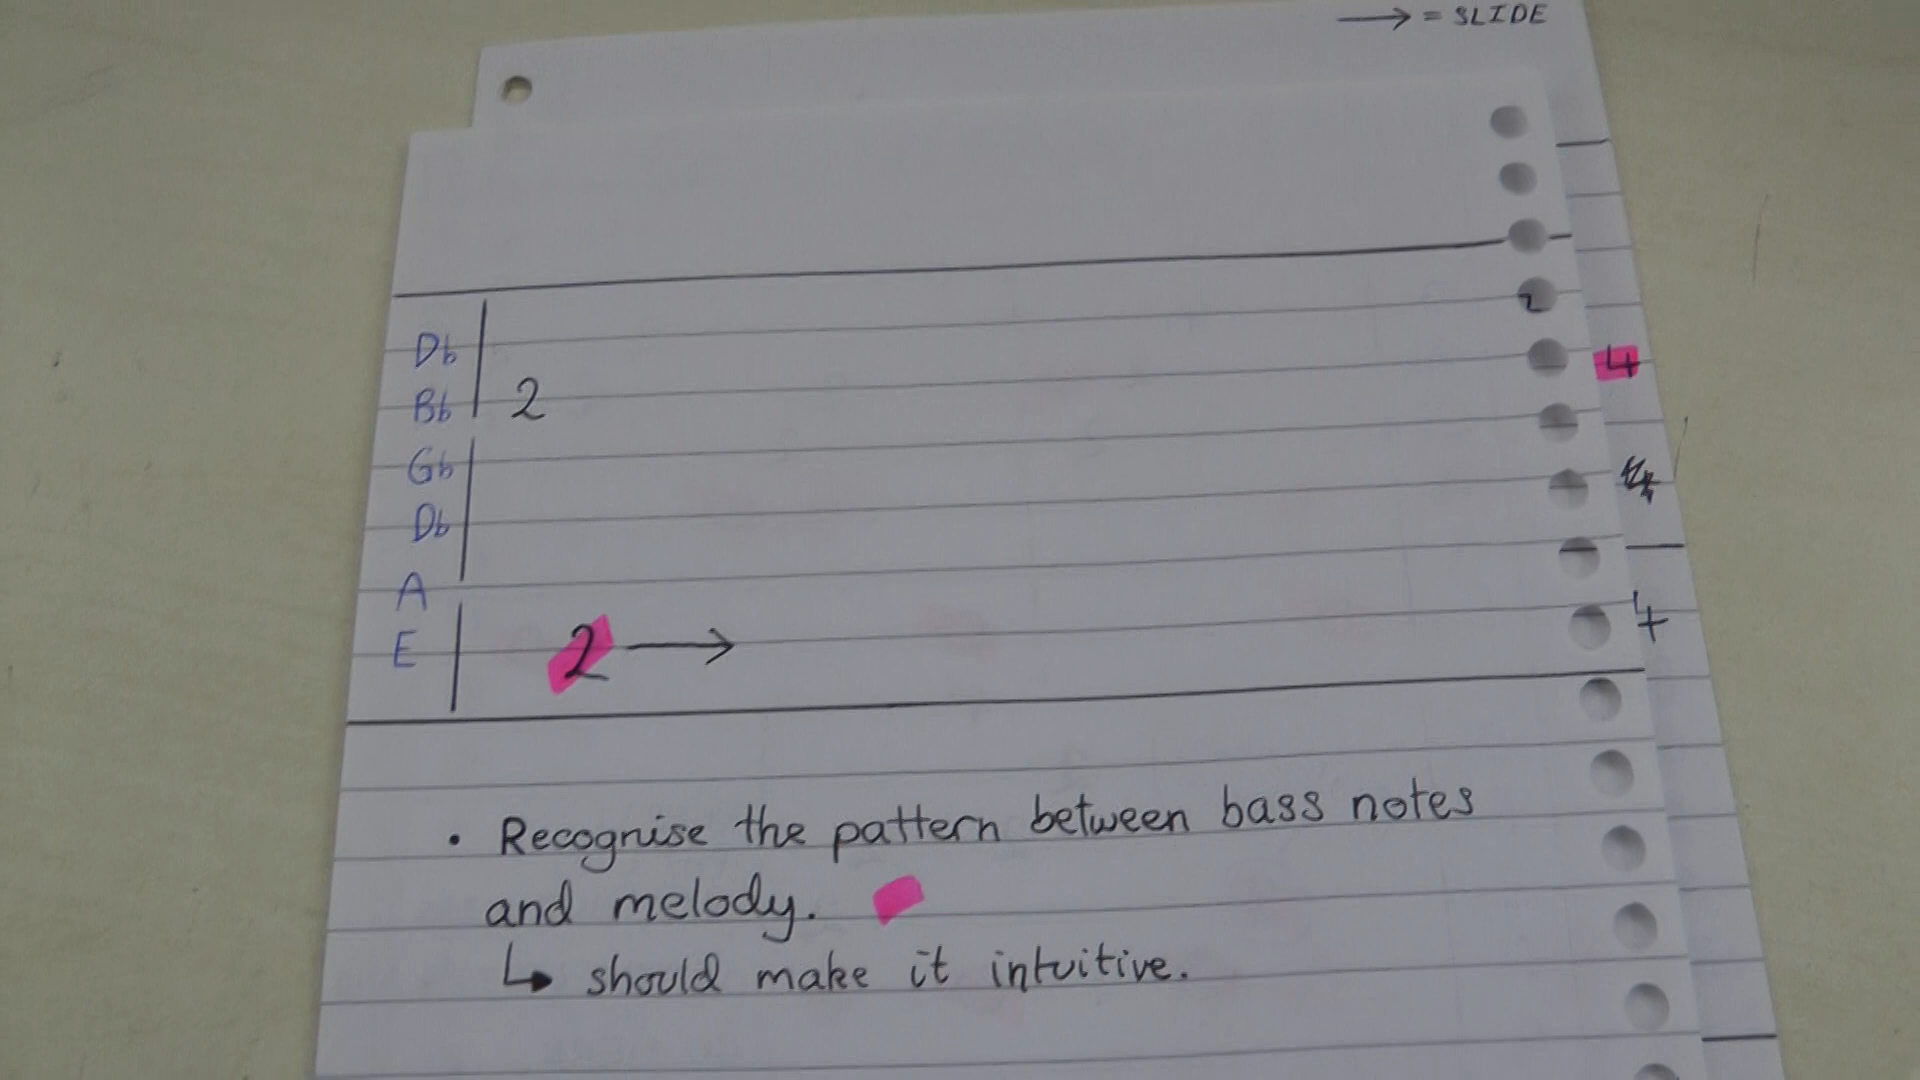 → = SLIDE
Db
Bb 2
Gb
Db
A
E 2 →
2
4
4
• Recognise the pattern between bass notes
and melody.
↳ should make it intuitive.